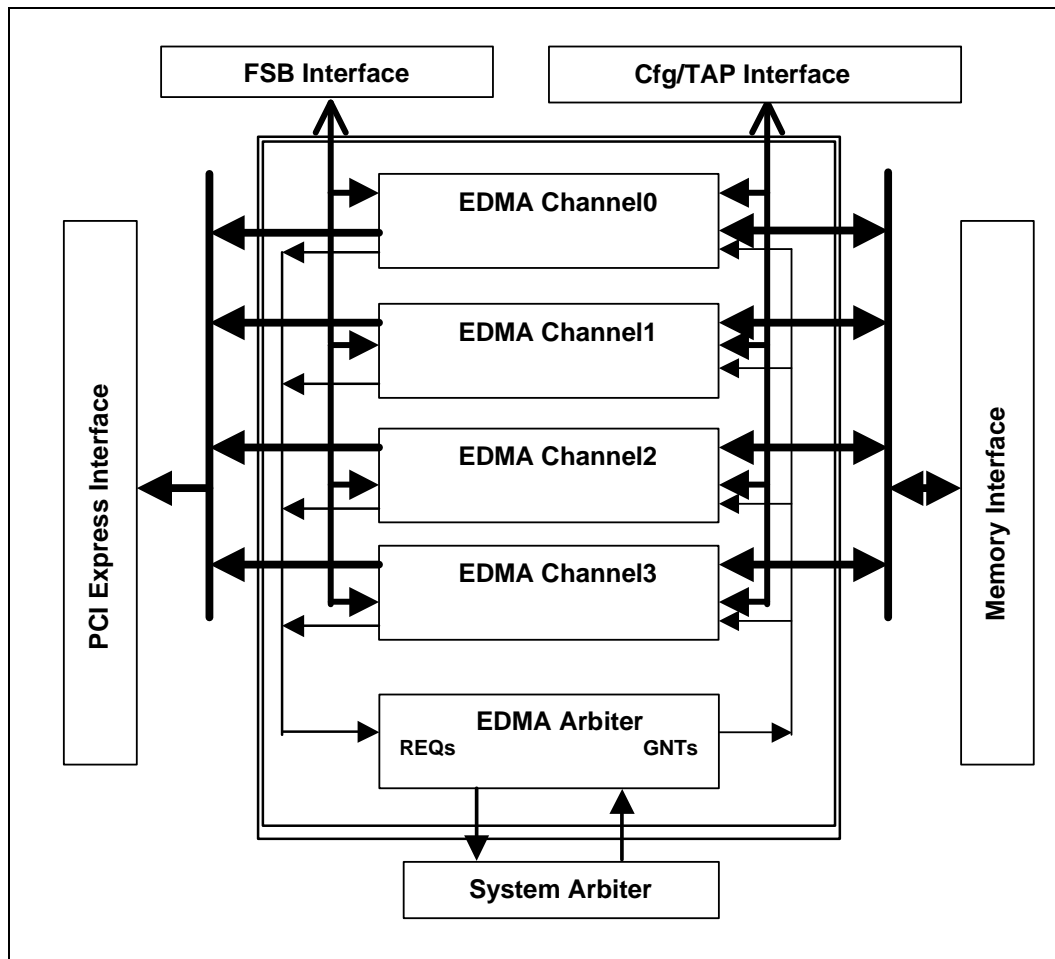 FSB Interface
Cfg/TAP Interface
EDMA Channel0
EDMA Channel1
EDMA Channel2
EDMA Channel3
PCI Express Interface
Memory Interface
EDMA Arbiter
REQs
GNTs
System Arbiter